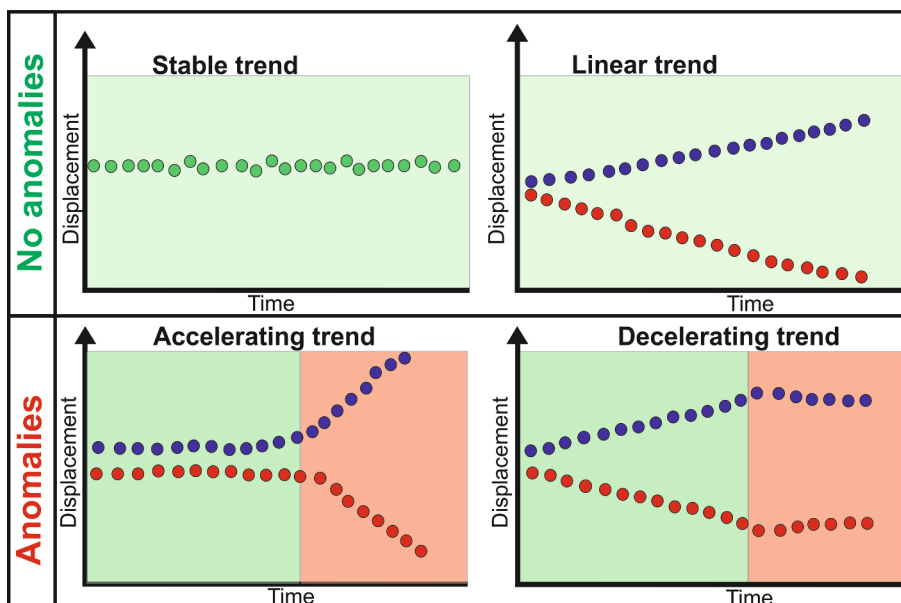 No anomalies
Stable trend
Displacement
Time
Linear trend
Displacement
Time
Anomalies
Accelerating trend
Displacement
Time
Decelerating trend
Displacement
Time